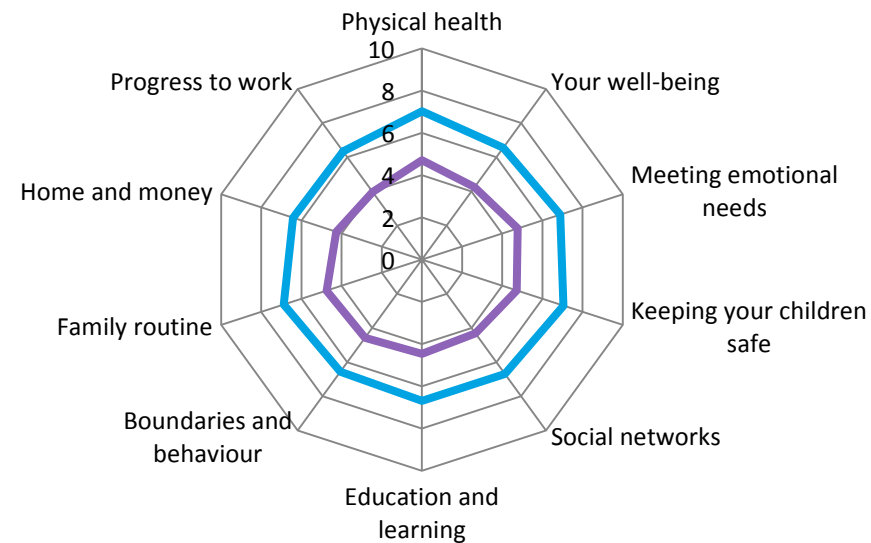 Physical health
10
8
6
4
2
0
Your well-being
Meeting emotional
needs
Keeping your children
safe
Social networks
Education and
learning
Boundaries and
behaviour
Family routine
Home and money
Progress to work